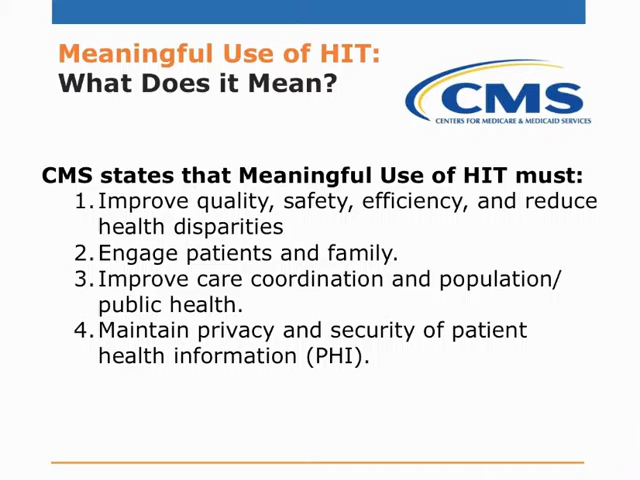 Meaningful Use of HIT:
What Does it Mean?
CMS
CENTERS FOR MEDICARE & MEDICAID SERVICES
CMS states that Meaningful Use of HIT must:
1. Improve quality, safety, efficiency, and reduce
health disparities
2. Engage patients and family.
3. Improve care coordination and population/
public health.
4. Maintain privacy and security of patient
health information (PHI).